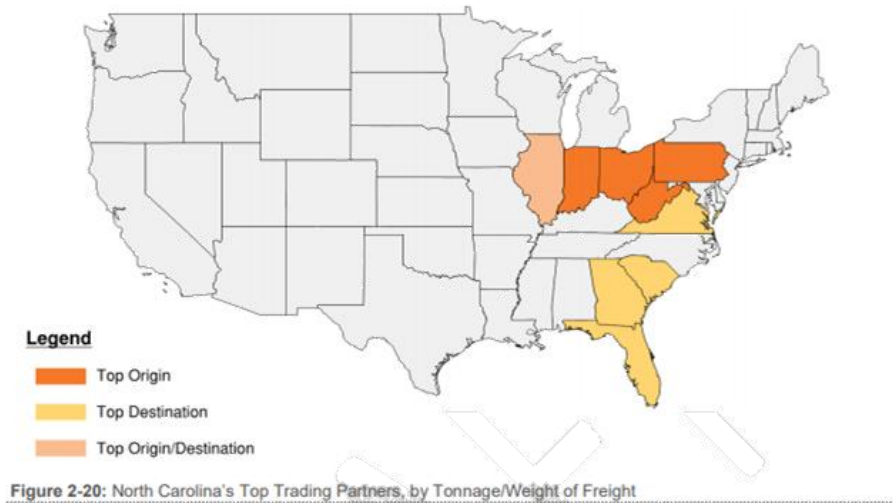 Legend
Top Origin
Top Destination
Top Origin/Destination
Figure 2-20: North Carolina's Top Trading Partners, by Tonnage/Weight of Freight